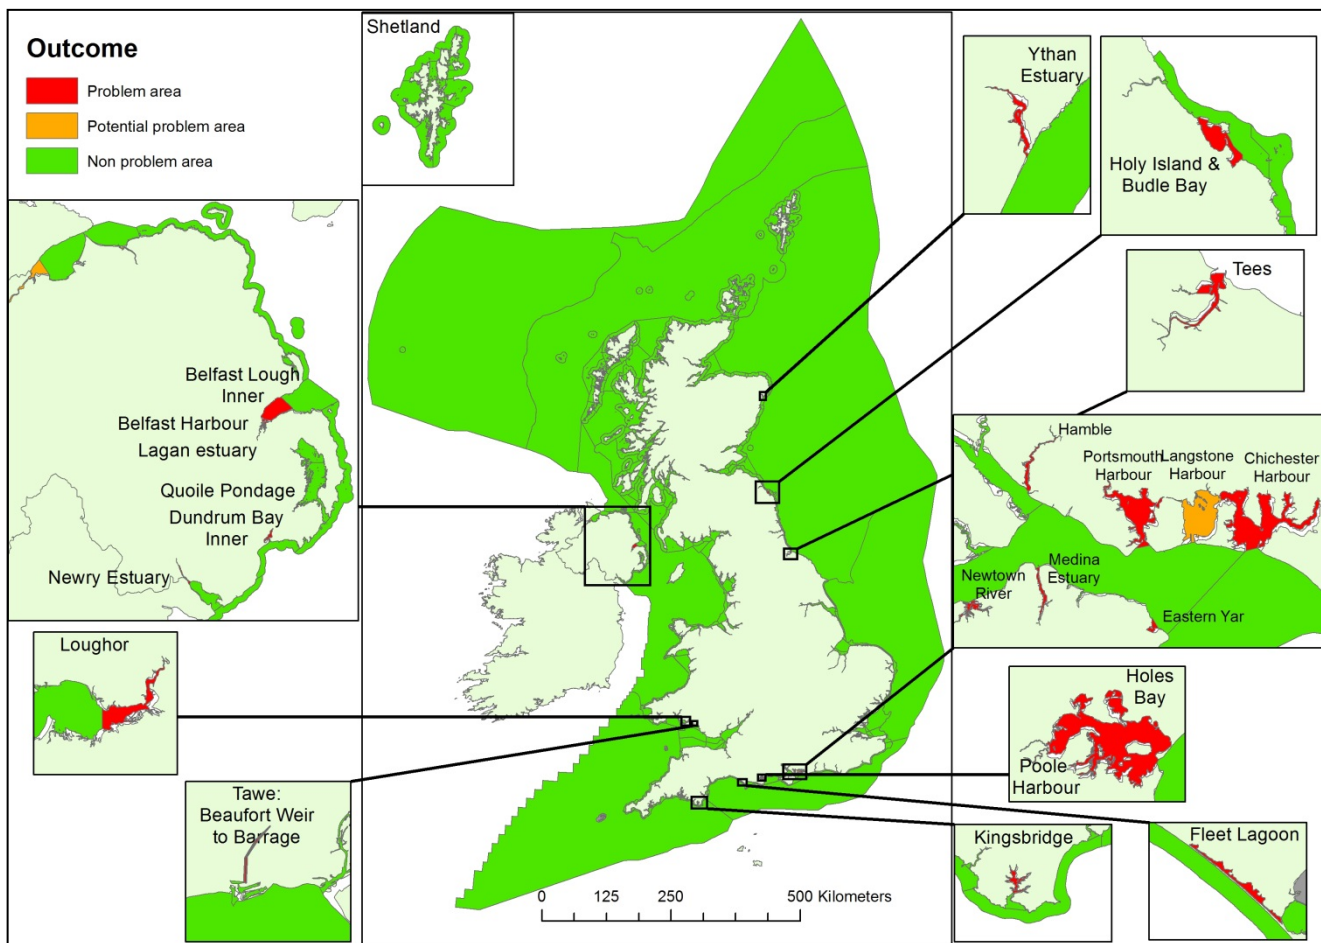 Outcome
Problem area
Potential problem area
Non problem area
Shetland
Ythan
Estuary
Holy Island &
Budle Bay
Tees
Belfast Lough
Inner
Belfast Harbour
Lagan estuary
Quoile Pondage
Dundrum Bay
Inner
Newry Estuary
Hamble
Portsmouth
Harbour
Langstone
Harbour
Chichester
Harbour
Newtown
River
Medina
Estuary
Eastern Yar
Loughor
Holes
Bay
Poole
Harbour
Tawe:
Beaufort Weir
to Barrage
Kingsbridge
Fleet Lagoon
0 125 250 500 Kilometers